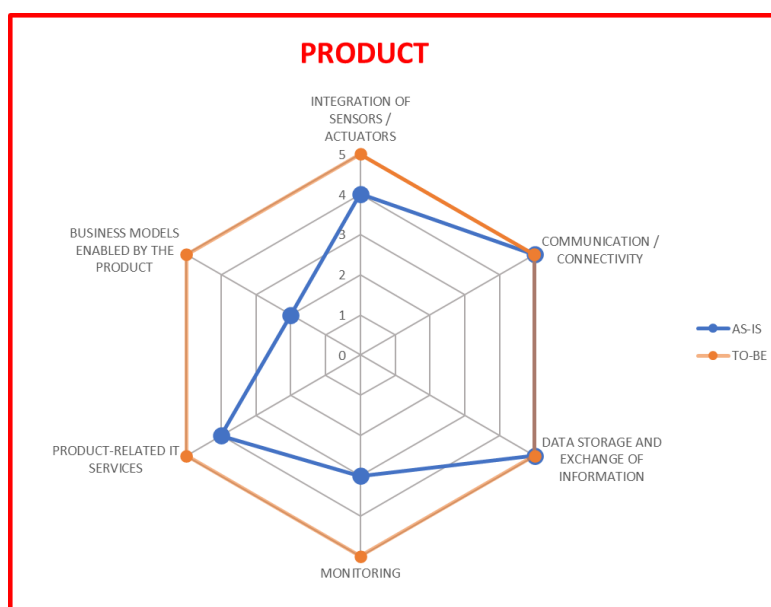 PRODUCT
INTEGRATION OF
SENSORS /
ACTUATORS
5
4
3
2
1
0
COMMUNICATION /
CONNECTIVITY
DATA STORAGE AND
EXCHANGE OF
INFORMATION
MONITORING
PRODUCT-RELATED IT
SERVICES
BUSINESS MODELS
ENABLED BY THE
PRODUCT
AS-IS
TO-BE